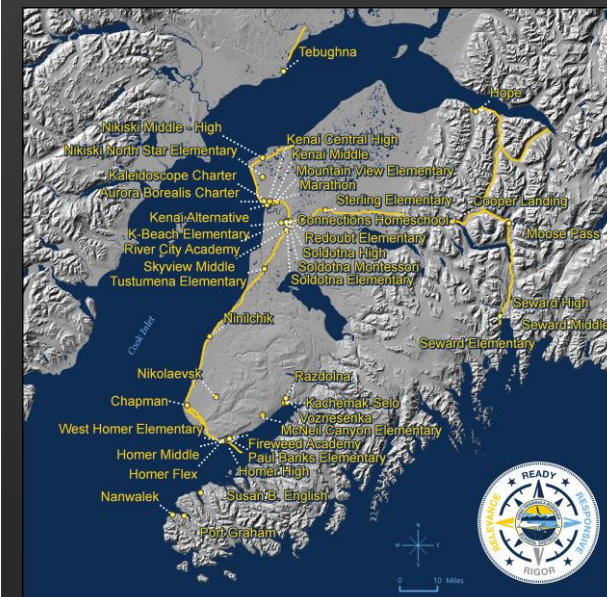 Tebughna
Hope
Nikiski Middle - High
Kenai Central High
Nikiski North Star Elementary
Kenai Middle
Kaleidoscope Charter
Mountain View Elementary
Aurora Borealis Charter
Marathon
Sterling Elementary
Cooper Landing
Kenai Alternative
Connections Homeschool
K-Beach Elementary
Redoubt Elementary
Moose Pass
River City Academy
Soldotna High
Skyview Middle
Soldotna Montessori
Tustumena Elementary
Soldotna Elementary
Seward High
Ninilchik
Seward Middle
Cook Inlet
Seward Elementary
Nikolaevsk
Razdolna
Chapman
Kachemak-Selo
Voznesenka
West Homer Elementary
McNeil Canyon Elementary
Fireweed Academy
Homer Middle
Paul Banks Elementary
Homer Flex
Homer High
Nanwalek
Susan B. English
Port Graham
READY
RELEVANCE
RESPONSIVE
RIGOR
N
W
E
S
0 10 Miles